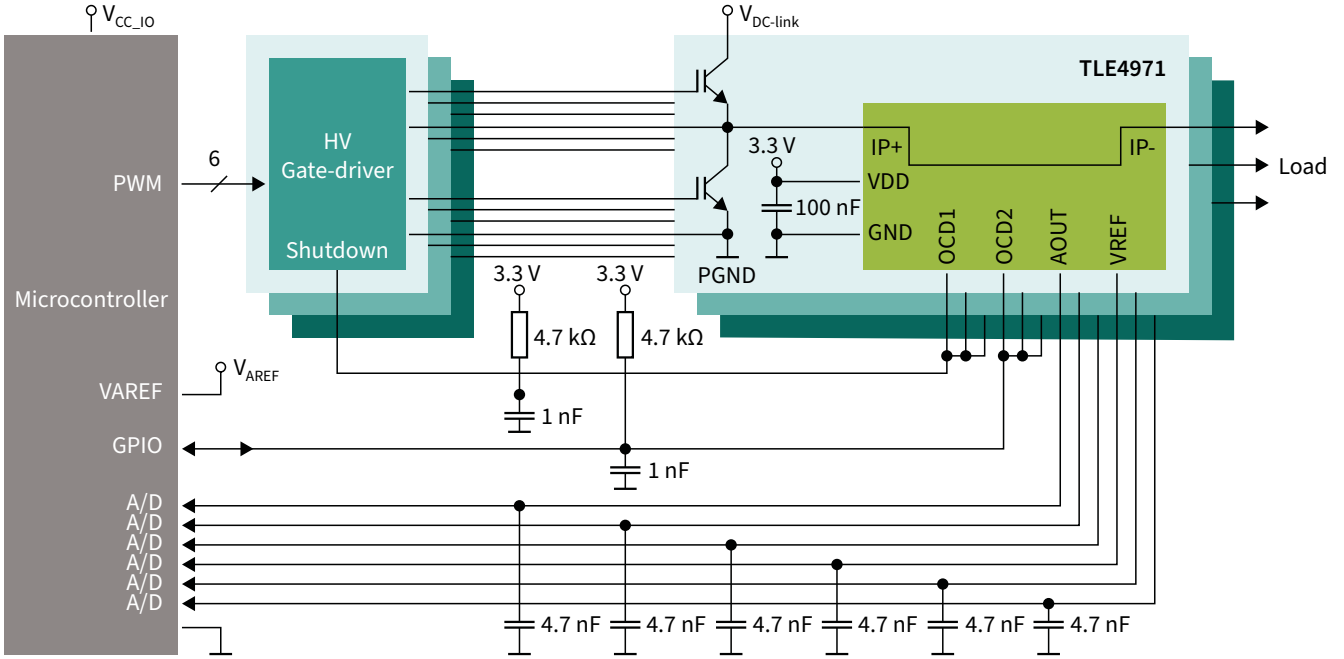 VCC_IO
VDC-link
TLE4971
HV
Gate-driver
Shutdown
6
PWM
3.3 V
IP+
IP-
VDD
100 nF
GND
OCD1
OCD2
AOUT
VREF
Load
PGND
Microcontroller
3.3 V
3.3 V
4.7 kΩ
4.7 kΩ
VAREF
VAREF
1 nF
GPIO
1 nF
A/D
A/D
A/D
A/D
A/D
A/D
4.7 nF
4.7 nF
4.7 nF
4.7 nF
4.7 nF
4.7 nF